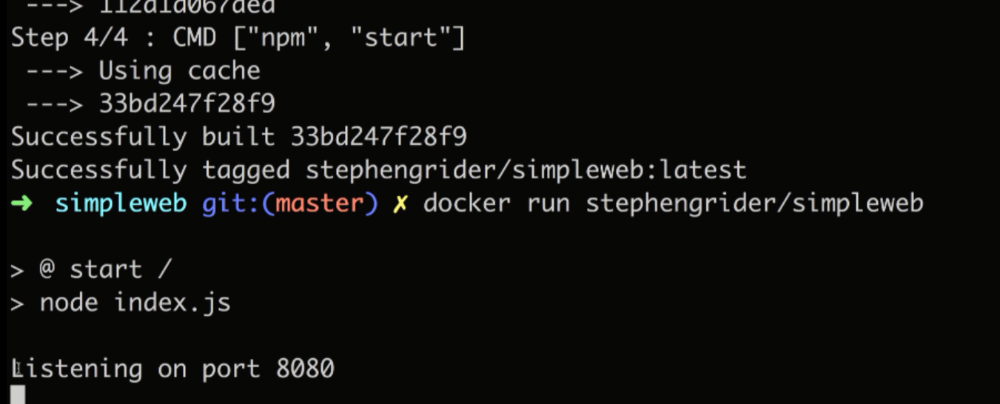 ---> 112d1d067ded
Step 4/4 : CMD ["npm", "start"]
---> Using cache
---> 33bd247f28f9
Successfully built 33bd247f28f9
Successfully tagged stephengrider/simpleweb:latest
➜ simpleweb git:(master) ✗ docker run stephengrider/simpleweb
> @ start /
> node index.js
Listening on port 8080